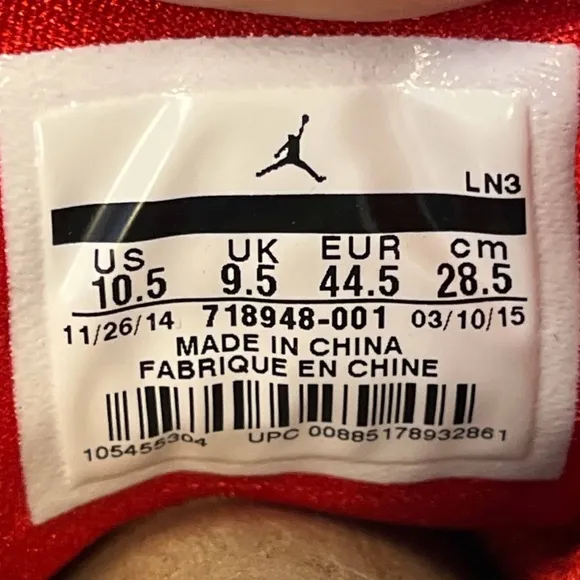 LN3
US UK EUR cm
10.5 9.5 44.5 28.5
11/26/14 718948-001 03/10/15
MADE IN CHINA
FABRIQUE EN CHINE
105455304 UPC 00885178932861